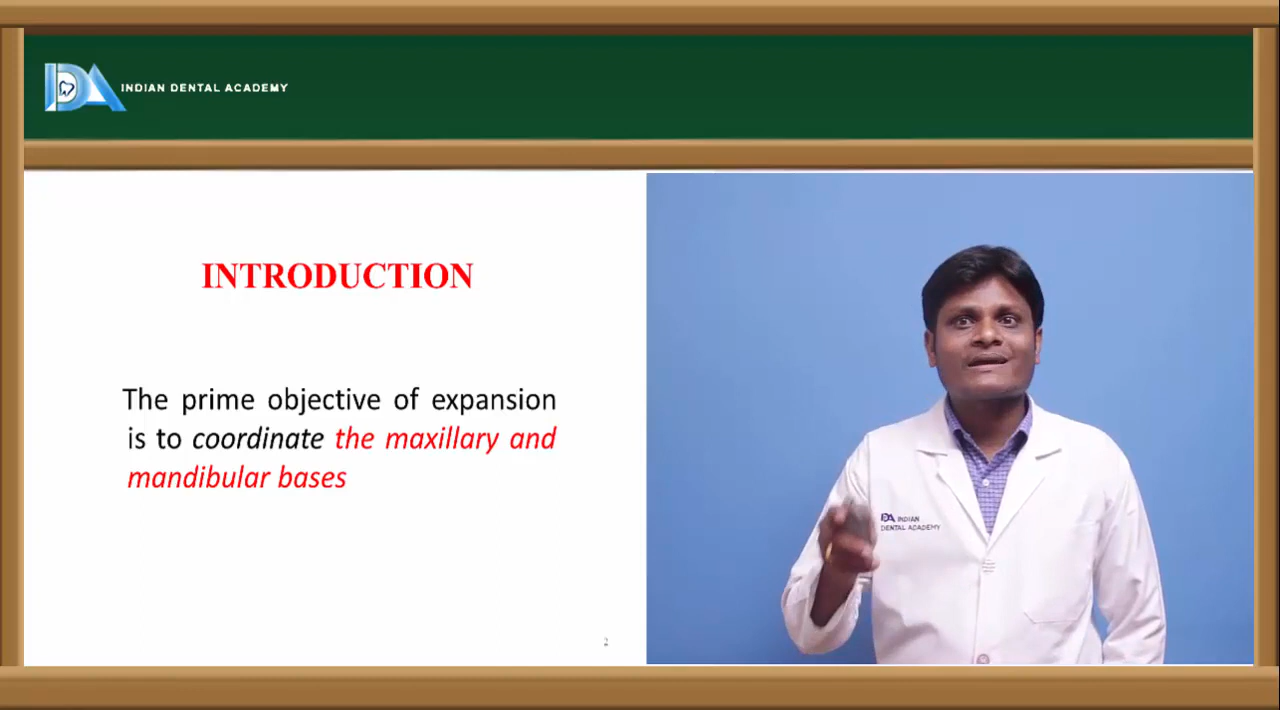 INDIAN DENTAL ACADEMY
INTRODUCTION
The prime objective of expansion
is to coordinate the maxillary and
mandibular bases
2
IDA INDIAN
DENTAL ACADEMY